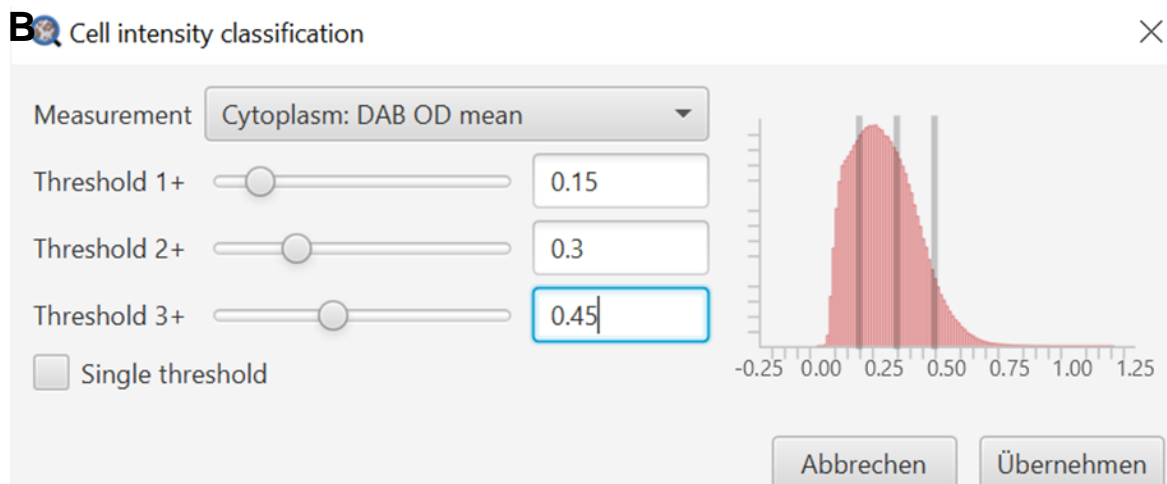 B Cell intensity classification
Measurement Cytoplasm: DAB OD mean
Threshold 1+ 0.15
Threshold 2+ 0.3
Threshold 3+ 0.45
Single threshold
-0.25 0.00 0.25 0.50 0.75 1.00 1.25
Abbrechen Übernehmen